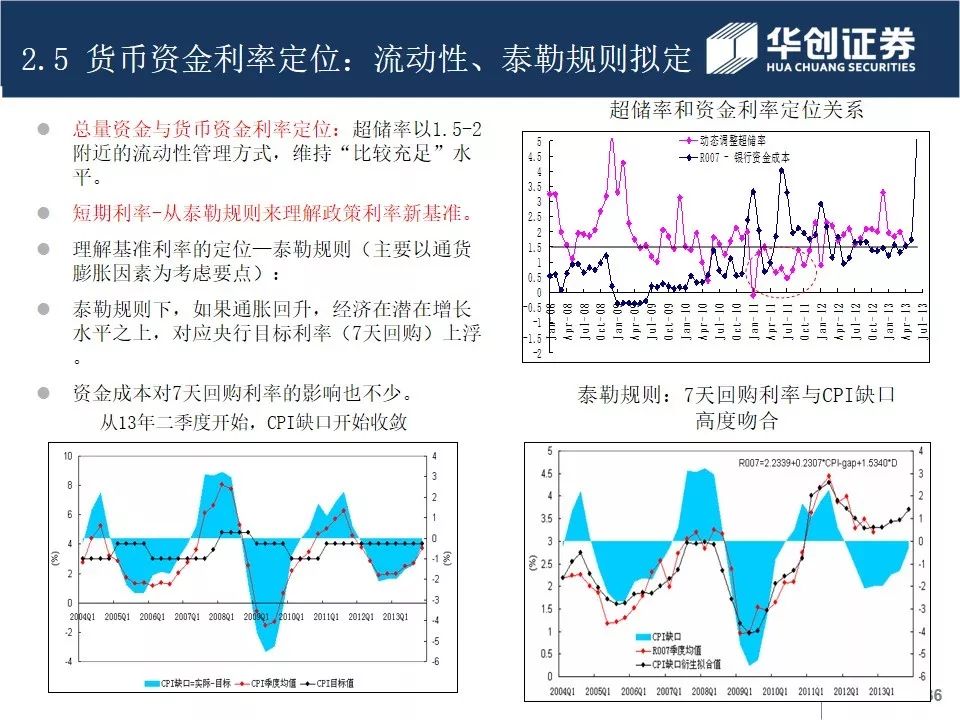 2.5 货币资金利率定位：流动性、泰勒规则拟定
华创证券
HUA CHUANG SECURITIES
总量资金与货币资金利率定位：超储率以1.5-2
附近的流动性管理方式，维持“比较充足”水
平。
短期利率-从泰勒规则来理解政策利率新基准。
理解基准利率的定位—泰勒规则（主要以通货
膨胀因素为考虑要点）：
泰勒规则下，如果通胀回升，经济在潜在增长
水平之上，对应央行目标利率（7天回购）上浮
。
资金成本对7天回购利率的影响也不少。
超储率和资金利率定位关系
动态调整超储率
R007 - 银行资金成本
5
4.5
4
3.5
3
2.5
2
1.5
1
0.5
0
-0.5
-1
-1.5
-2
Jan-08
Apr-08
Jul-08
Oct-08
Jan-09
Apr-09
Jul-09
Oct-09
Jan-10
Apr-10
Jul-10
Oct-10
Jan-11
Apr-11
Jul-11
Oct-11
Jan-12
Apr-12
Jul-12
Oct-12
Jan-13
Apr-13
Jul-13
从13年二季度开始，CPI缺口开始收敛
10
8
6
4
2
0
-2
-4
(%)
4
3
2
1
0
-1
-2
-3
-4
-5
-6
(%)
2004Q1 2005Q1 2006Q1 2007Q1 2008Q1 2009Q1 2010Q1 2011Q1 2012Q1 2013Q1
CPI缺口=实际-目标 CPI季度均值 CPI目标值
泰勒规则：7天回购利率与CPI缺口
高度吻合
R007=2.2339+0.2307*CPI-gap+1.5340*D
5
4.5
4
3.5
3
2.5
2
1.5
1
0.5
0
(%)
4
3
2
1
0
-1
-2
-3
-4
-5
-6
CPI缺口
R007季度均值
CPI缺口衍生拟合值
2004Q1 2005Q1 2006Q1 2007Q1 2008Q1 2009Q1 2010Q1 2011Q1 2012Q1 2013Q1